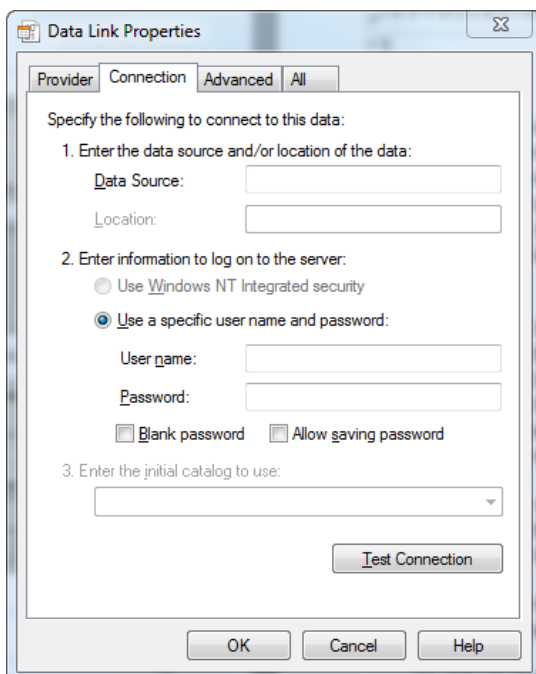 Data Link Properties
Provider Connection Advanced All
Specify the following to connect to this data:
1. Enter the data source and/or location of the data:
Data Source:
Location:
2. Enter information to log on to the server:
Use Windows NT Integrated security
Use a specific user name and password:
User name:
Password:
Blank password Allow saving password
3. Enter the initial catalog to use:
Test Connection
OK Cancel Help